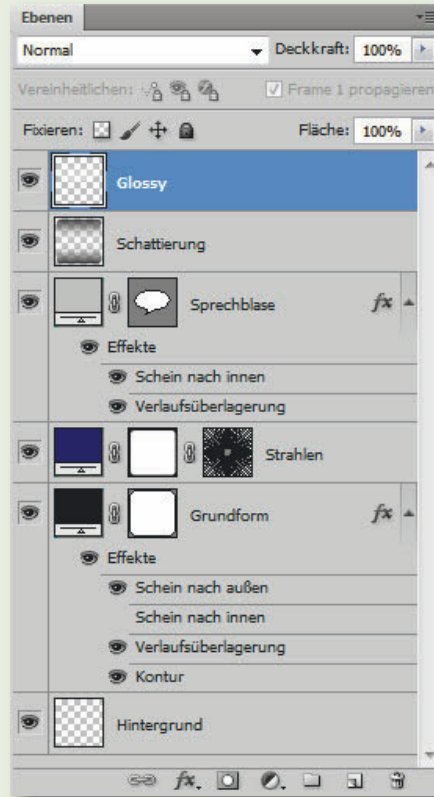 Ebenen
Normal Deckkraft: 100%
Vereinheitlichen: Frame 1 propagieren
Fixieren: Fläche: 100%
Glossy
Schattierung
Sprechblase fx
Effekte
Schein nach innen
Verlaufsüberlagerung
Strahlen
Grundform fx
Effekte
Schein nach außen
Schein nach innen
Verlaufsüberlagerung
Kontur
Hintergrund
fx.